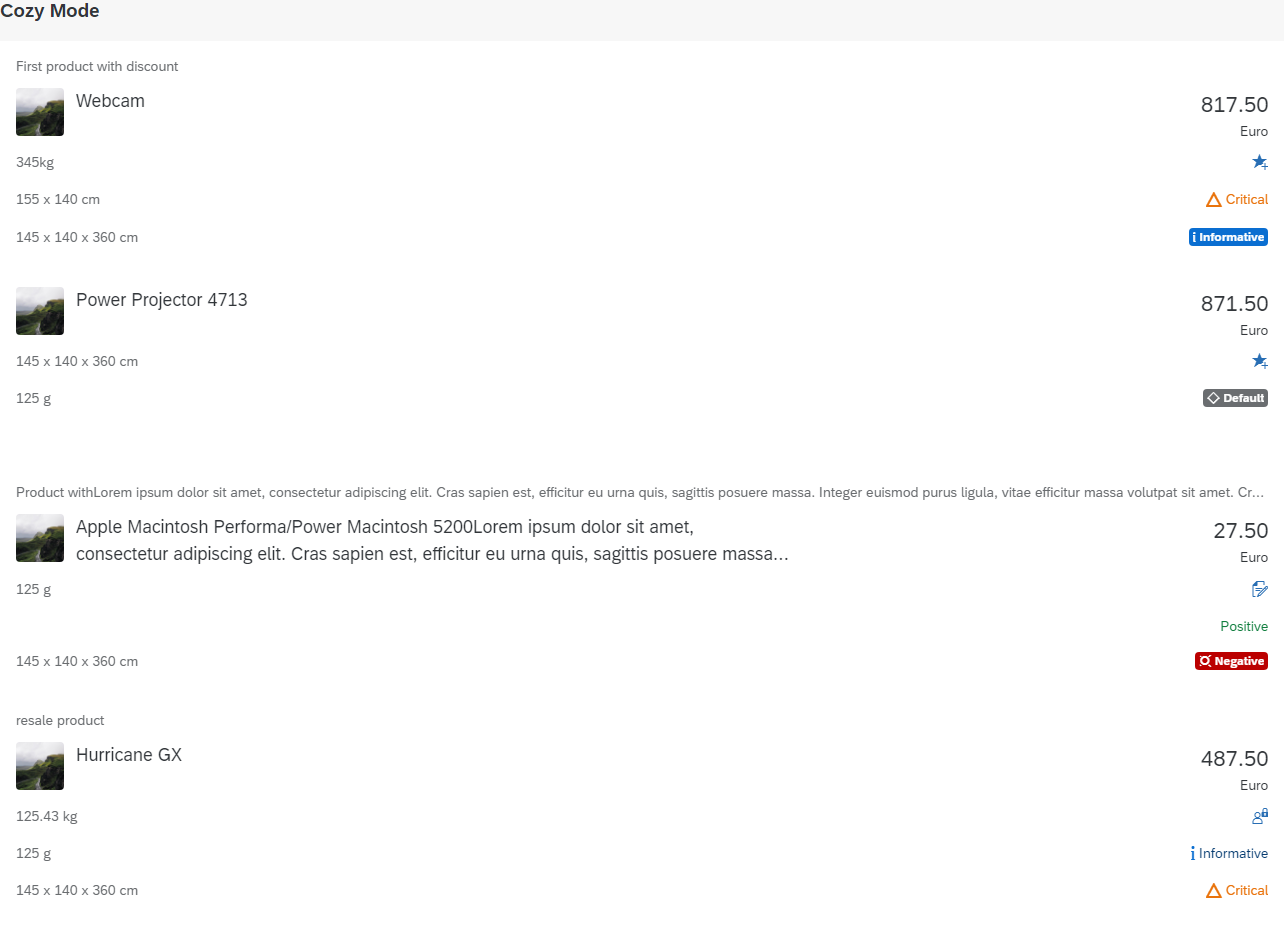 Cozy Mode
First product with discount
Webcam
817.50
Euro
345kg
155 x 140 cm
Critical
145 x 140 x 360 cm
Informative
Power Projector 4713
871.50
Euro
145 x 140 x 360 cm
125 g
Default
Product withLorem ipsum dolor sit amet, consectetur adipiscing elit. Cras sapien est, efficitur eu urna quis, sagittis posuere massa. Integer euismod purus ligula, vitae efficitur massa volutpat sit amet. Cr...
Apple Macintosh Performa/Power Macintosh 5200Lorem ipsum dolor sit amet,
consectetur adipiscing elit. Cras sapien est, efficitur eu urna quis, sagittis posuere massa...
27.50
Euro
125 g
Positive
145 x 140 x 360 cm
Negative
resale product
Hurricane GX
487.50
Euro
125.43 kg
125 g
Informative
145 x 140 x 360 cm
Critical